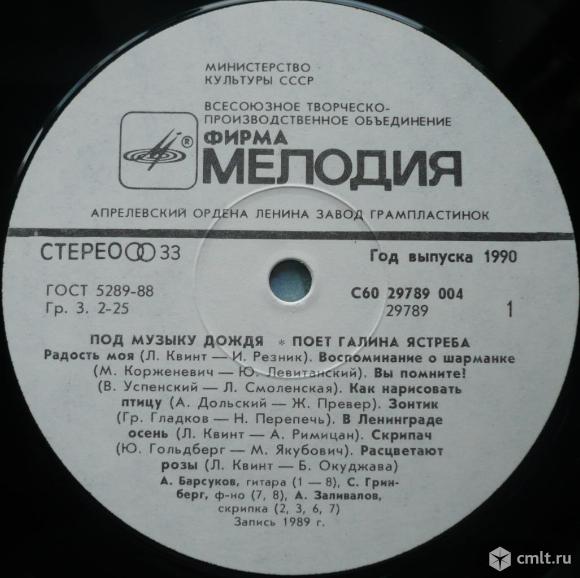 МИНИСТЕРСТВО
КУЛЬТУРЫ СССР
ВСЕСОЮЗНОЕ ТВОРЧЕСКО-
ПРОИЗВОДСТВЕННОЕ ОБЪЕДИНЕНИЕ
®
ФИРМА
МЕЛОДИЯ
АПРЕЛЕВСКИЙ ОРДЕНА ЛЕНИНА ЗАВОД ГРАМПЛАСТИНОК
СТЕРЕО 33
Год выпуска 1990
ГОСТ 5289-88
Гр. 3. 2-25
С60 29789 004
29789
1
ПОД МУЗЫКУ ДОЖДЯ * ПОЕТ ГАЛИНА ЯСТРЕБА
Радость моя (Л. Квинт — И. Резник). Воспоминание о шарманке
(М. Корженевич — Ю. Левитанский). Вы помните!
(В. Успенский — Л. Смоленская). Как нарисовать
птицу (А. Дольский — Ж. Превер). Зонтик
(Гр. Гладков — Н. Перепечь). В Ленинграде
осень (Л. Квинт — А. Римицан). Скрипач
(Ю. Гольдберг — М. Якубович). Расцветают
розы (Л. Квинт — Б. Окуджава)
А. Барсуков, гитара (1 — 8), С. Грин-
берг, ф-но (7, 8), А. Заливалов,
скрипка (2, 3, 6, 7)
Запись 1989 г.
cmlt.ru